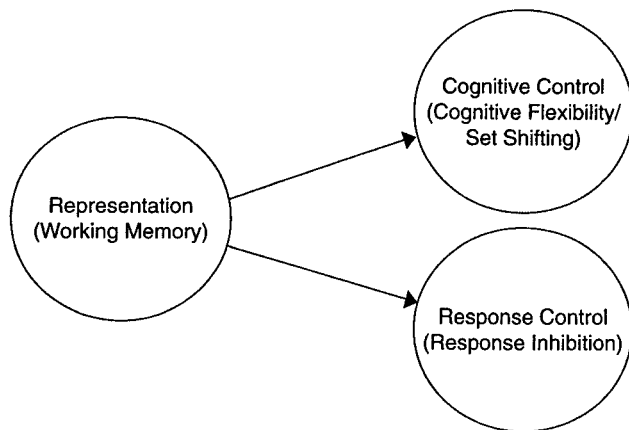 Cognitive Control
(Cognitive Flexibility/
Set Shifting)
Representation
(Working Memory)
Response Control
(Response Inhibition)